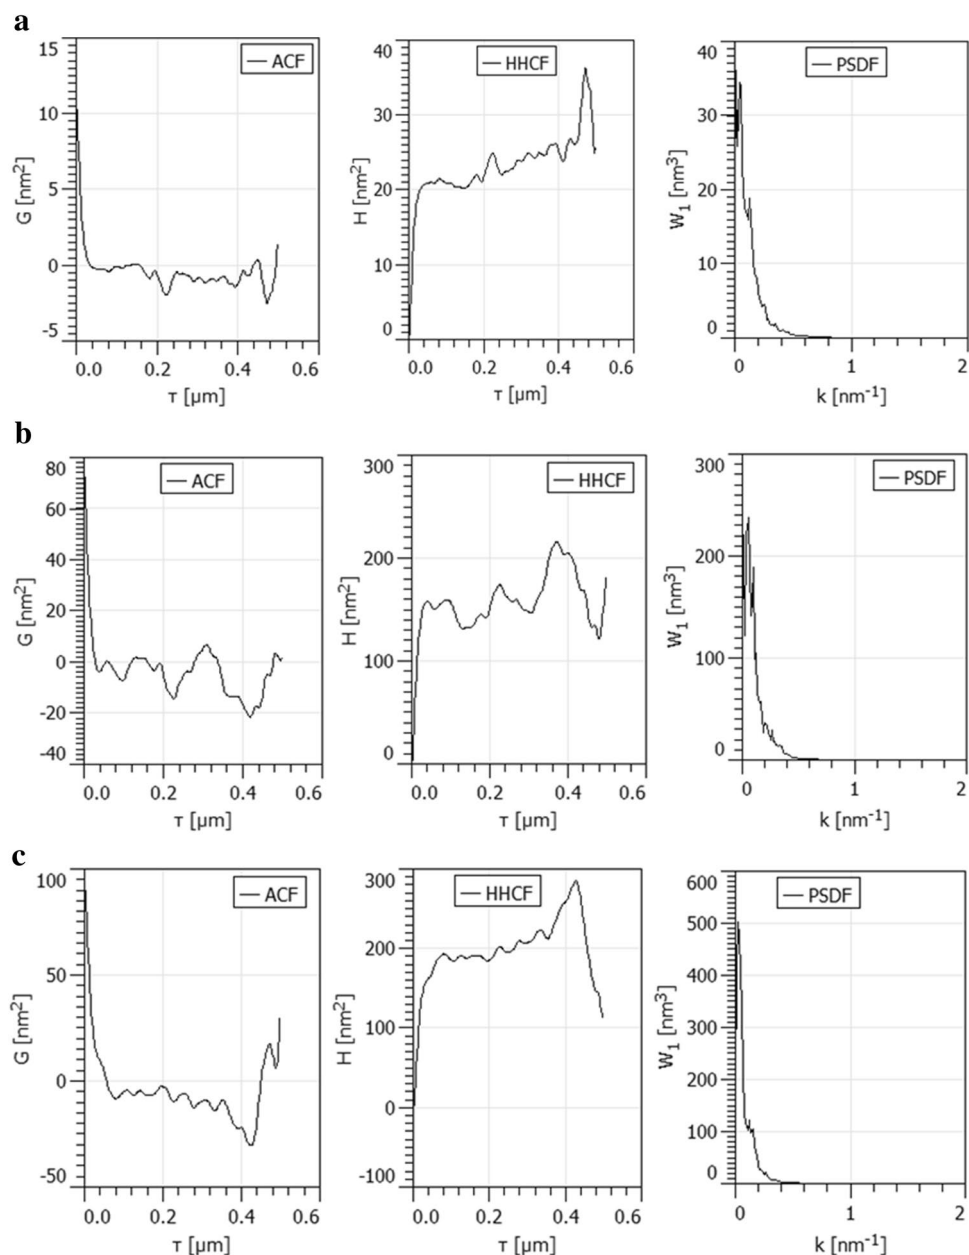 a
ACF
15
10
5
0
-5
G [nm²]
0.0 0.2 0.4 0.6
τ [µm]
HHCF
40
30
20
10
0
H [nm²]
0.0 0.2 0.4 0.6
τ [µm]
PSDF
40
30
20
10
0
W₁ [nm³]
0 1 2
k [nm⁻¹]
b
ACF
80
60
40
20
0
-20
-40
G [nm²]
0.0 0.2 0.4 0.6
τ [µm]
HHCF
300
200
100
0
H [nm²]
0.0 0.2 0.4 0.6
τ [µm]
PSDF
300
200
100
0
W₁ [nm³]
0 1 2
k [nm⁻¹]
c
ACF
100
50
0
-50
G [nm²]
0.0 0.2 0.4 0.6
τ [µm]
HHCF
300
200
100
0
-100
H [nm²]
0.0 0.2 0.4 0.6
τ [µm]
PSDF
600
500
400
300
200
100
0
W₁ [nm³]
0 1 2
k [nm⁻¹]